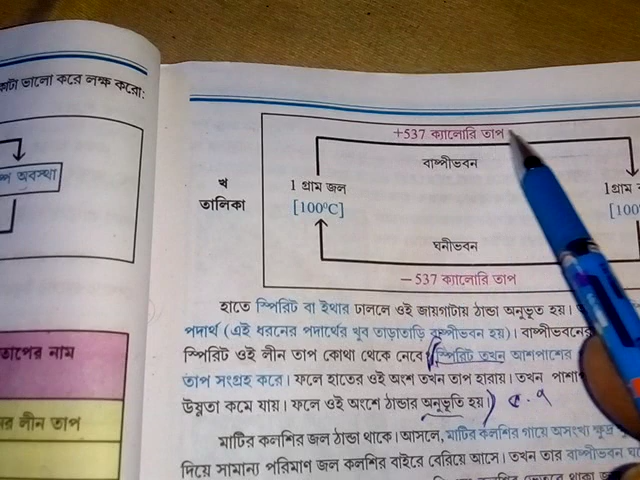 ভালো করে লক্ষ করো:
অবস্থা
তাপের নাম
লীন তাপ
+537 ক্যালোরি তাপ
বাষ্পীভবন
খ
তালিকা
1 গ্রাম জল
[100°C]
1গ্রাম
[100
ঘনীভবন
– 537 ক্যালোরি তাপ
হাতে স্পিরিট বা ইথার ঢাললে ওই জায়গাটায় ঠান্ডা অনুভূত হয়।
পদার্থ (এই ধরনের পদার্থের খুব তাড়াতাড়ি বাষ্পীভবন হয়)। বাষ্পীভবনের
স্পিরিট ওই লীন তাপ কোথা থেকে নেবে? স্পিরিট তখন আশপাশের
তাপ সংগ্রহ করে। ফলে হাতের ওই অংশ তখন তাপ হারায়। তখন
উষ্ণতা কমে যায়। ফলে ওই অংশে ঠান্ডার অনুভূতি হয়।
মাটির কলশির জল ঠান্ডা থাকে। আসলে, মাটির কলশির গায়ে অসংখ্য ক্ষুদ্র
দিয়ে সামান্য পরিমাণ জল কলশির বাইরে বেরিয়ে আসে। তখন তার বাষ্পীভবন